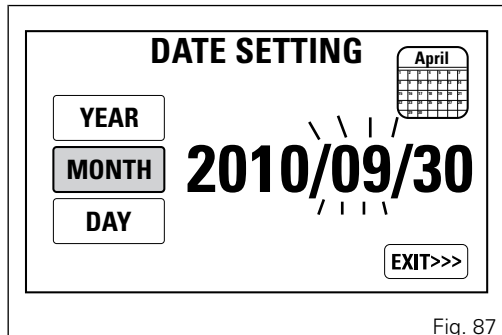 DATE SETTING
April
YEAR
MONTH
DAY
2010/09/30
EXIT>>>
Fig. 87